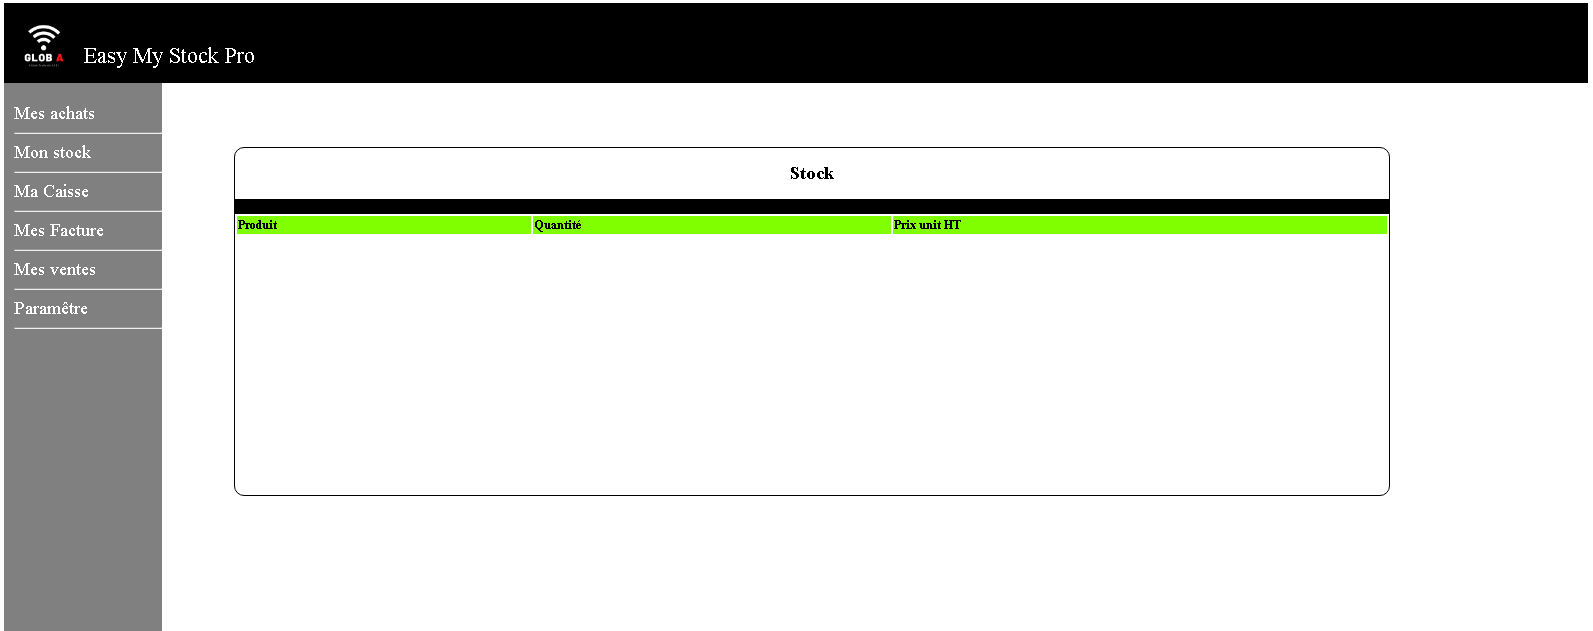 GLOB A
Easy My Stock Pro
Mes achats
Mon stock
Ma Caisse
Mes Facture
Mes ventes
Paramêtre
Stock
Produit Quantité Prix unit HT